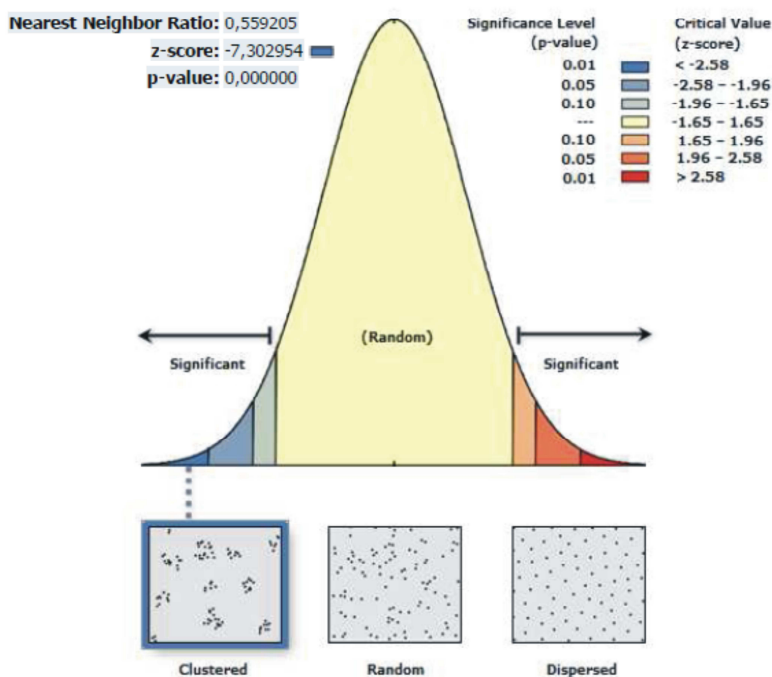 Nearest Neighbor Ratio: 0,559205
z-score: -7,302954
p-value: 0,000000
Significance Level
(p-value)
Critical Value
(z-score)
0.01 < -2.58
0.05 -2.58 – -1.96
0.10 -1.96 – -1.65
--- -1.65 – 1.65
0.10 1.65 – 1.96
0.05 1.96 – 2.58
0.01 > 2.58
(Random)
Significant
Significant
Clustered
Random
Dispersed